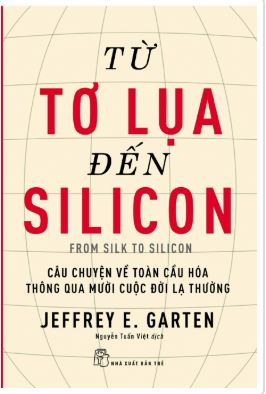 TỪ
TƠ LỤA
ĐẾN
SILICON
FROM SILK TO SILICON
CÂU CHUYỆN VỀ TOÀN CẦU HÓA
THÔNG QUA MƯỜI CUỘC ĐỜI LẠ THƯỜNG
JEFFREY E. GARTEN
Nguyễn Tuấn Việt dịch
NHÀ XUẤT BẢN TRẺ